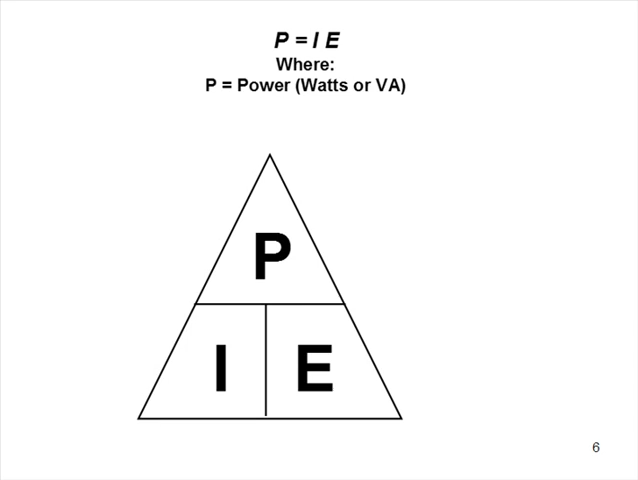 P = I E
Where:
P = Power (Watts or VA)
P
I E
6